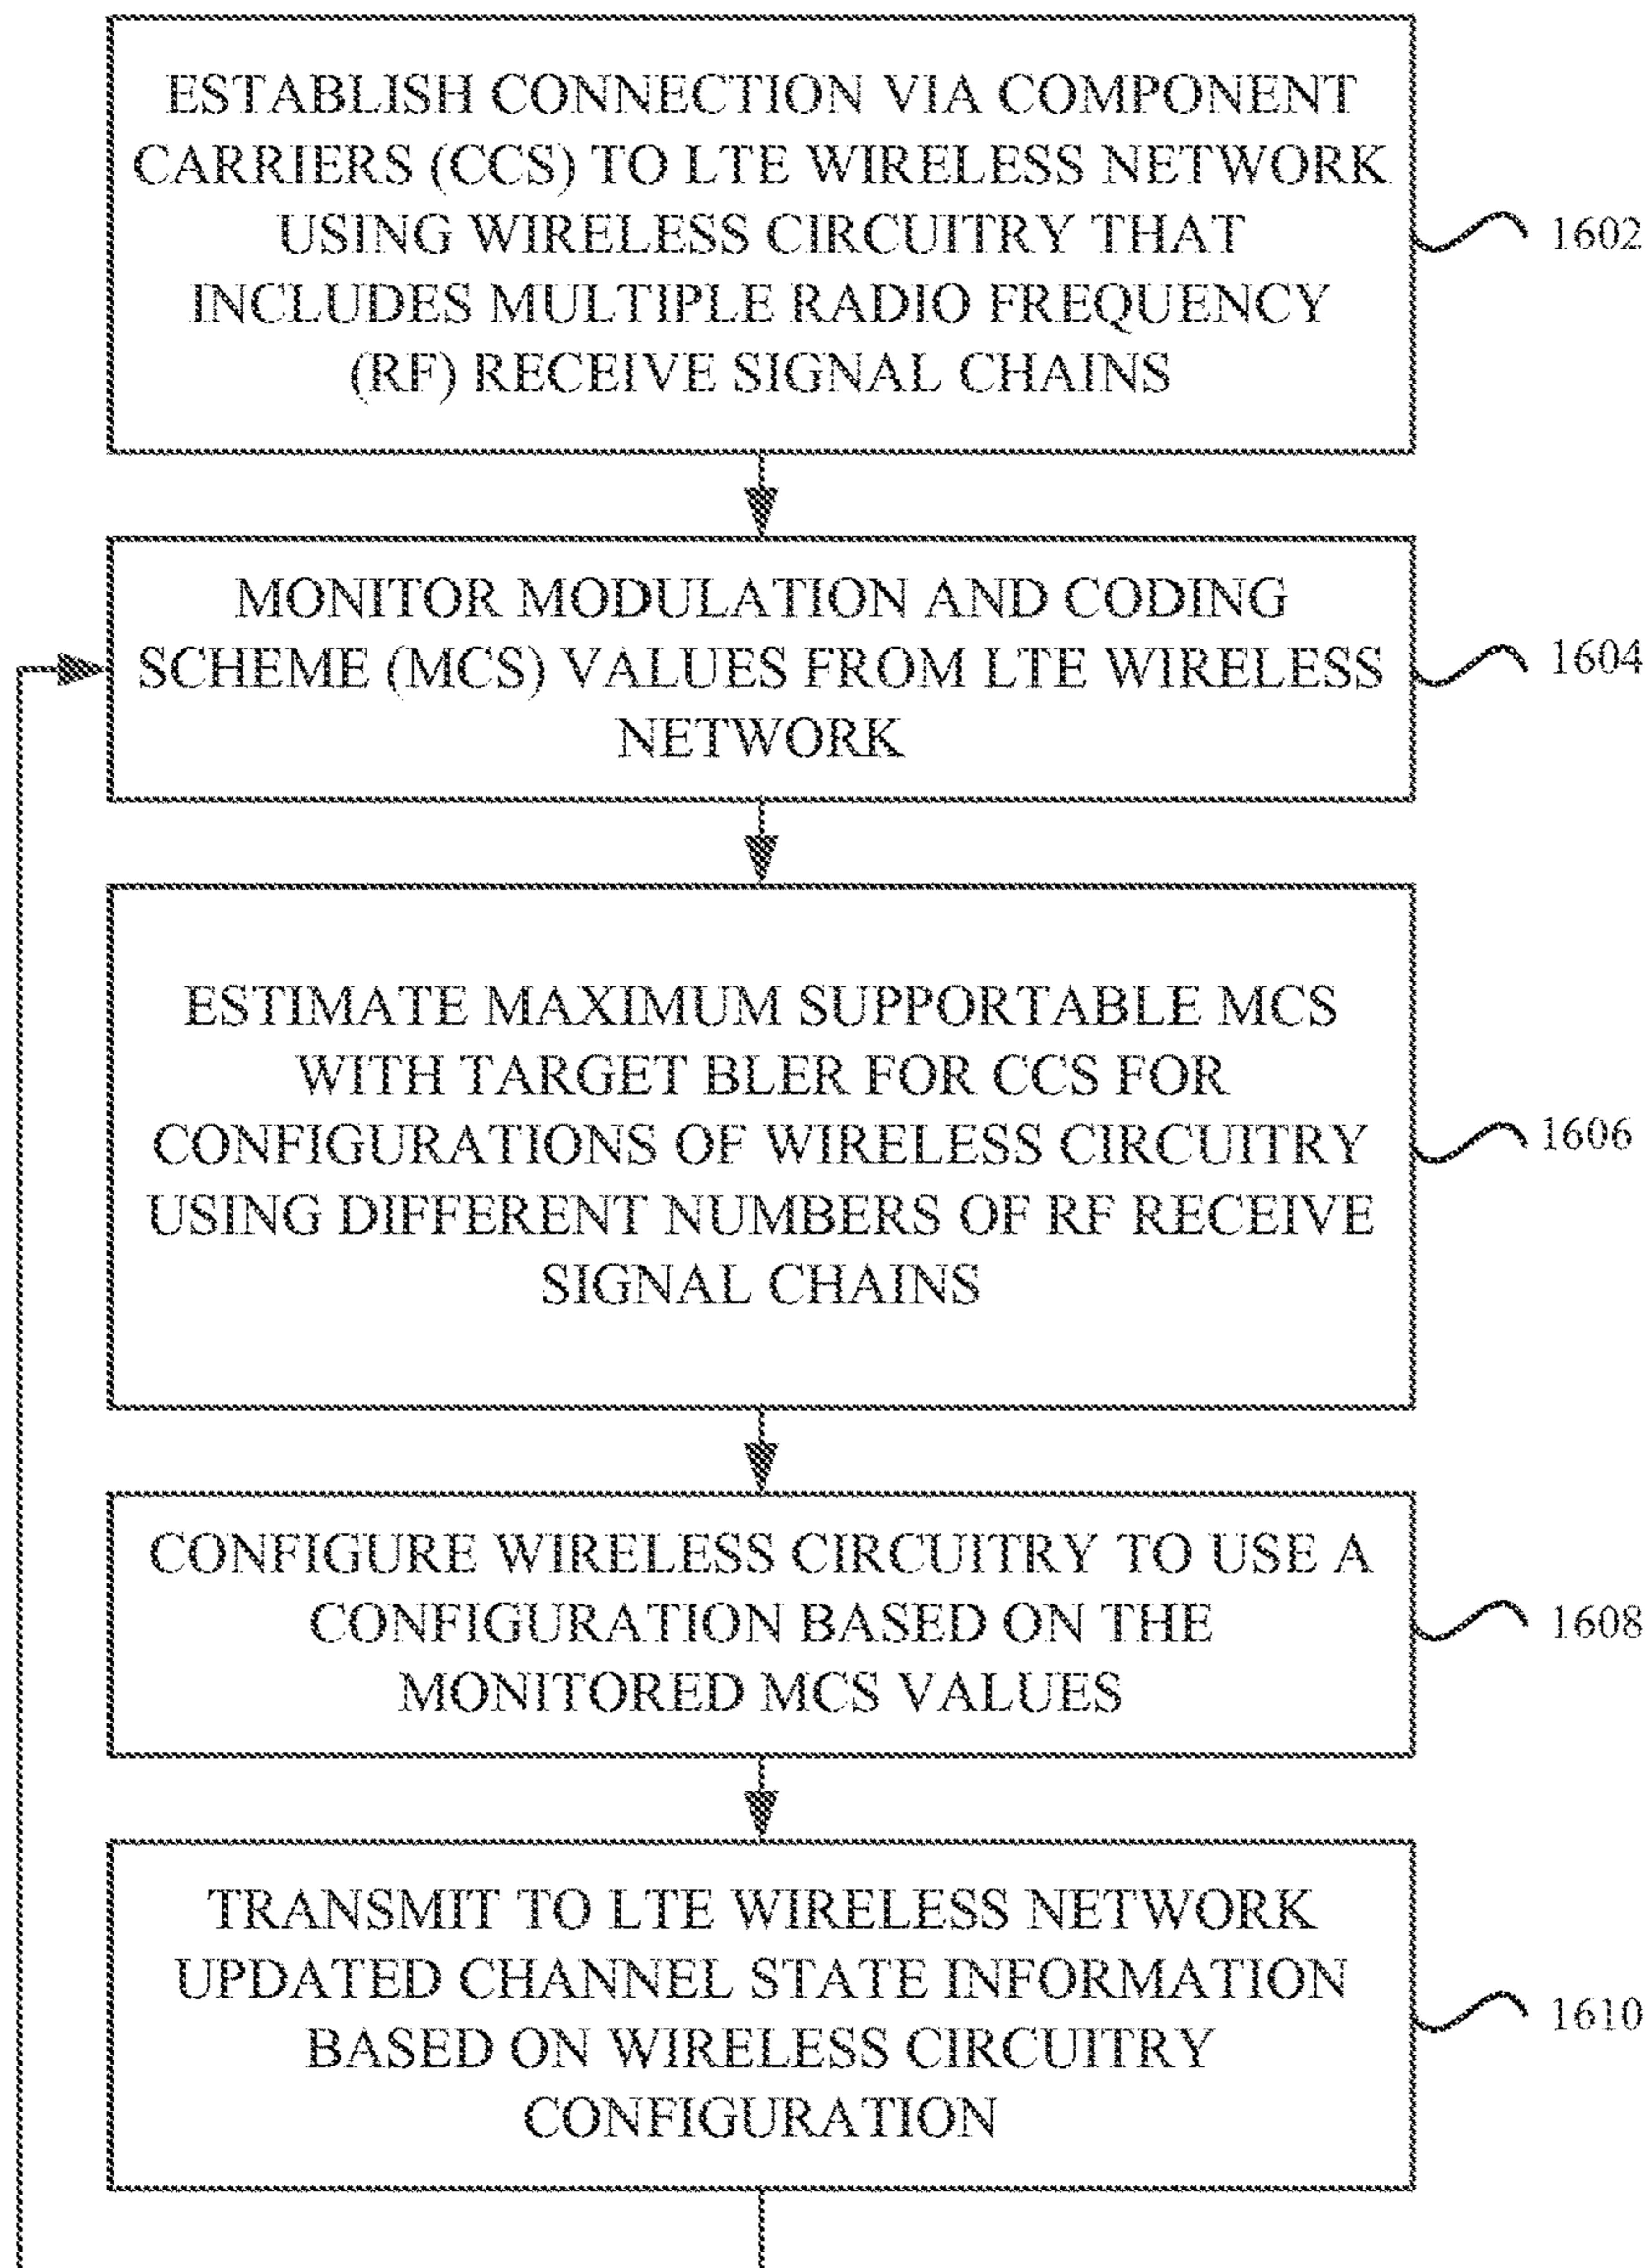 ESTABLISH CONNECTION VIA COMPONENT
CARRIERS (CCS) TO LTE WIRELESS NETWORK
USING WIRELESS CIRCUITRY THAT
INCLUDES MULTIPLE RADIO FREQUENCY
(RF) RECEIVE SIGNAL CHAINS
1602
MONITOR MODULATION AND CODING
SCHEME (MCS) VALUES FROM LTE WIRELESS
NETWORK
1604
ESTIMATE MAXIMUM SUPPORTABLE MCS
WITH TARGET BLER FOR CCS FOR
CONFIGURATIONS OF WIRELESS CIRCUITRY
USING DIFFERENT NUMBERS OF RF RECEIVE
SIGNAL CHAINS
1606
CONFIGURE WIRELESS CIRCUITRY TO USE A
CONFIGURATION BASED ON THE
MONITORED MCS VALUES
1608
TRANSMIT TO LTE WIRELESS NETWORK
UPDATED CHANNEL STATE INFORMATION
BASED ON WIRELESS CIRCUITRY
CONFIGURATION
1610